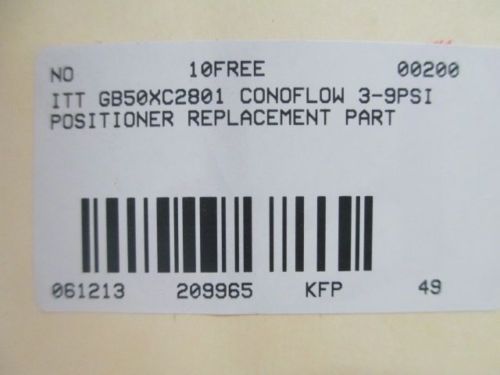 NO 10FREE 00200
ITT GB50XC2801 CONOFLOW 3-9PSI
POSITIONER REPLACEMENT PART
061213 209965 KFP 49